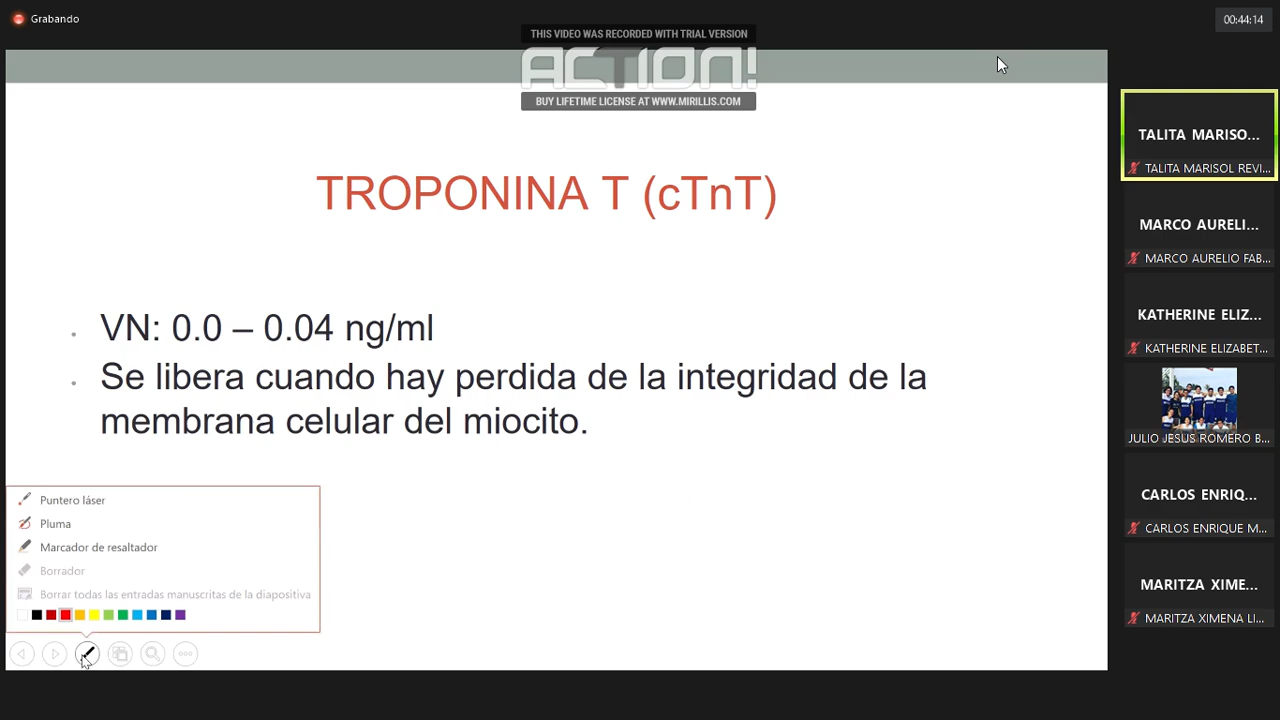 Grabando
00:44:14
THIS VIDEO WAS RECORDED WITH TRIAL VERSION
ACTION!
BUY LIFETIME LICENSE AT WWW.MIRILLIS.COM
TROPONINA T (cTnT)
• VN: 0.0 – 0.04 ng/ml
• Se libera cuando hay perdida de la integridad de la
membrana celular del miocito.
Puntero láser
Pluma
Marcador de resaltador
Borrador
Borrar todas las entradas manuscritas de la diapositiva
TALITA MARISO...
TALITA MARISOL REVI...
MARCO AURELI...
MARCO AURELIO FAB...
KATHERINE ELIZ...
KATHERINE ELIZABET...
JULIO JESUS ROMERO B...
CARLOS ENRIQ...
CARLOS ENRIQUE M...
MARITZA XIME...
MARITZA XIMENA LI...